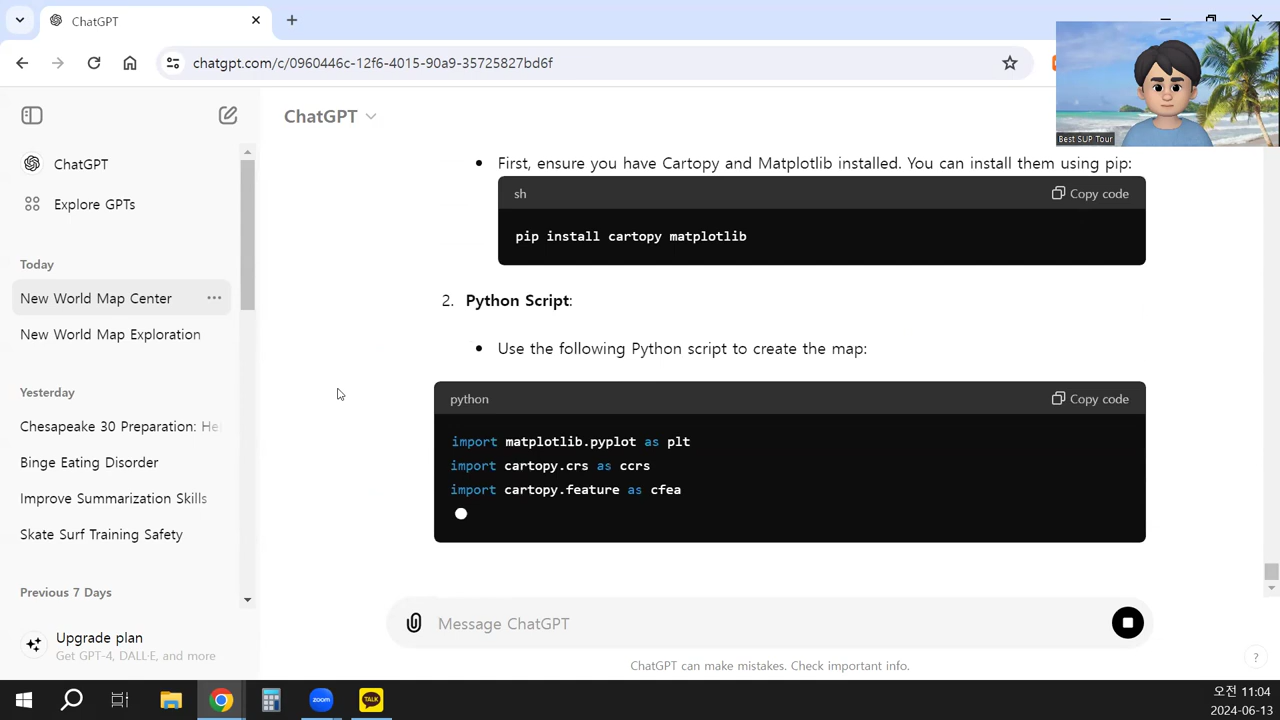 ChatGPT
chatgpt.com/c/0960446c-12f6-4015-90a9-35725827bd6f
Best SUP Tour
ChatGPT
ChatGPT
Explore GPTs
Today
New World Map Center
New World Map Exploration
Yesterday
Chesapeake 30 Preparation: He
Binge Eating Disorder
Improve Summarization Skills
Skate Surf Training Safety
Previous 7 Days
Upgrade plan
Get GPT-4, DALL·E, and more
First, ensure you have Cartopy and Matplotlib installed. You can install them using pip:
sh
Copy code
pip install cartopy matplotlib
2. Python Script:
Use the following Python script to create the map:
python
Copy code
import matplotlib.pyplot as plt
import cartopy.crs as ccrs
import cartopy.feature as cfea
Message ChatGPT
ChatGPT can make mistakes. Check important info.
?
zoom
TALK
오전 11:04
2024-06-13